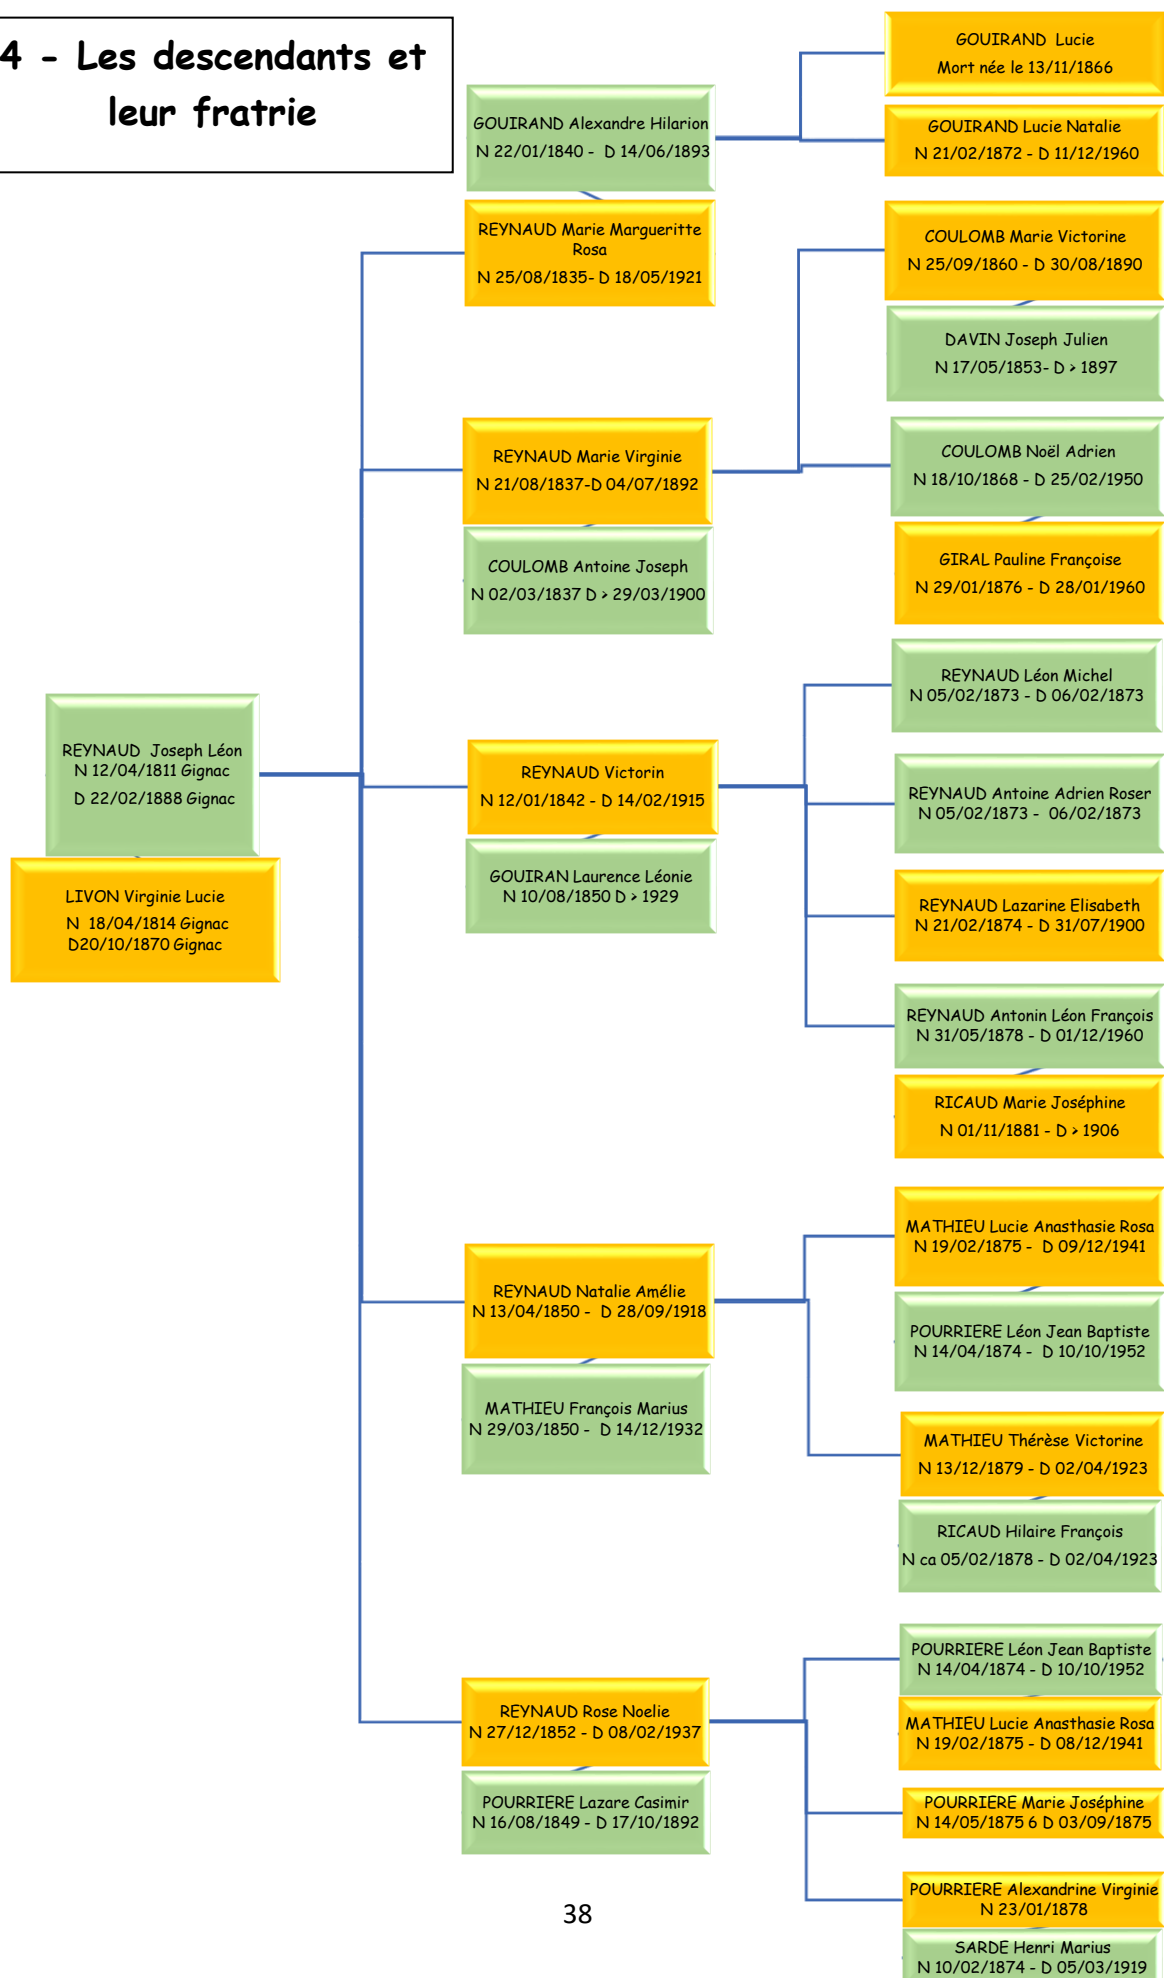 4 - Les descendants et
leur fratrie
REYNAUD Joseph Léon
N 12/04/1811 Gignac
D 22/02/1888 Gignac
LIVON Virginie Lucie
N 18/04/1814 Gignac
D20/10/1870 Gignac
GOUIRAND Alexandre Hilarion
N 22/01/1840 - D 14/06/1893
REYNAUD Marie Margueritte
Rosa
N 25/08/1835- D 18/05/1921
REYNAUD Marie Virginie
N 21/08/1837-D 04/07/1892
COULOMB Antoine Joseph
N 02/03/1837 D > 29/03/1900
REYNAUD Victorin
N 12/01/1842 - D 14/02/1915
GOUIRAN Laurence Léonie
N 10/08/1850 D > 1929
REYNAUD Natalie Amélie
N 13/04/1850 - D 28/09/1918
MATHIEU François Marius
N 29/03/1850 - D 14/12/1932
REYNAUD Rose Noelie
N 27/12/1852 - D 08/02/1937
POURRIERE Lazare Casimir
N 16/08/1849 - D 17/10/1892
GOUIRAND Lucie
Mort née le 13/11/1866
GOUIRAND Lucie Natalie
N 21/02/1872 - D 11/12/1960
COULOMB Marie Victorine
N 25/09/1860 - D 30/08/1890
DAVIN Joseph Julien
N 17/05/1853- D > 1897
COULOMB Noël Adrien
N 18/10/1868 - D 25/02/1950
GIRAL Pauline Françoise
N 29/01/1876 - D 28/01/1960
REYNAUD Léon Michel
N 05/02/1873 - D 06/02/1873
REYNAUD Antoine Adrien Roser
N 05/02/1873 - 06/02/1873
REYNAUD Lazarine Elisabeth
N 21/02/1874 - D 31/07/1900
REYNAUD Antonin Léon François
N 31/05/1878 - D 01/12/1960
RICAUD Marie Joséphine
N 01/11/1881 - D > 1906
MATHIEU Lucie Anasthasie Rosa
N 19/02/1875 - D 09/12/1941
POURRIERE Léon Jean Baptiste
N 14/04/1874 - D 10/10/1952
MATHIEU Thérèse Victorine
N 13/12/1879 - D 02/04/1923
RICAUD Hilaire François
N ca 05/02/1878 - D 02/04/1923
POURRIERE Léon Jean Baptiste
N 14/04/1874 - D 10/10/1952
MATHIEU Lucie Anasthasie Rosa
N 19/02/1875 - D 08/12/1941
POURRIERE Marie Joséphine
N 14/05/1875 6 D 03/09/1875
POURRIERE Alexandrine Virginie
N 23/01/1878
SARDE Henri Marius
N 10/02/1874 - D 05/03/1919
38